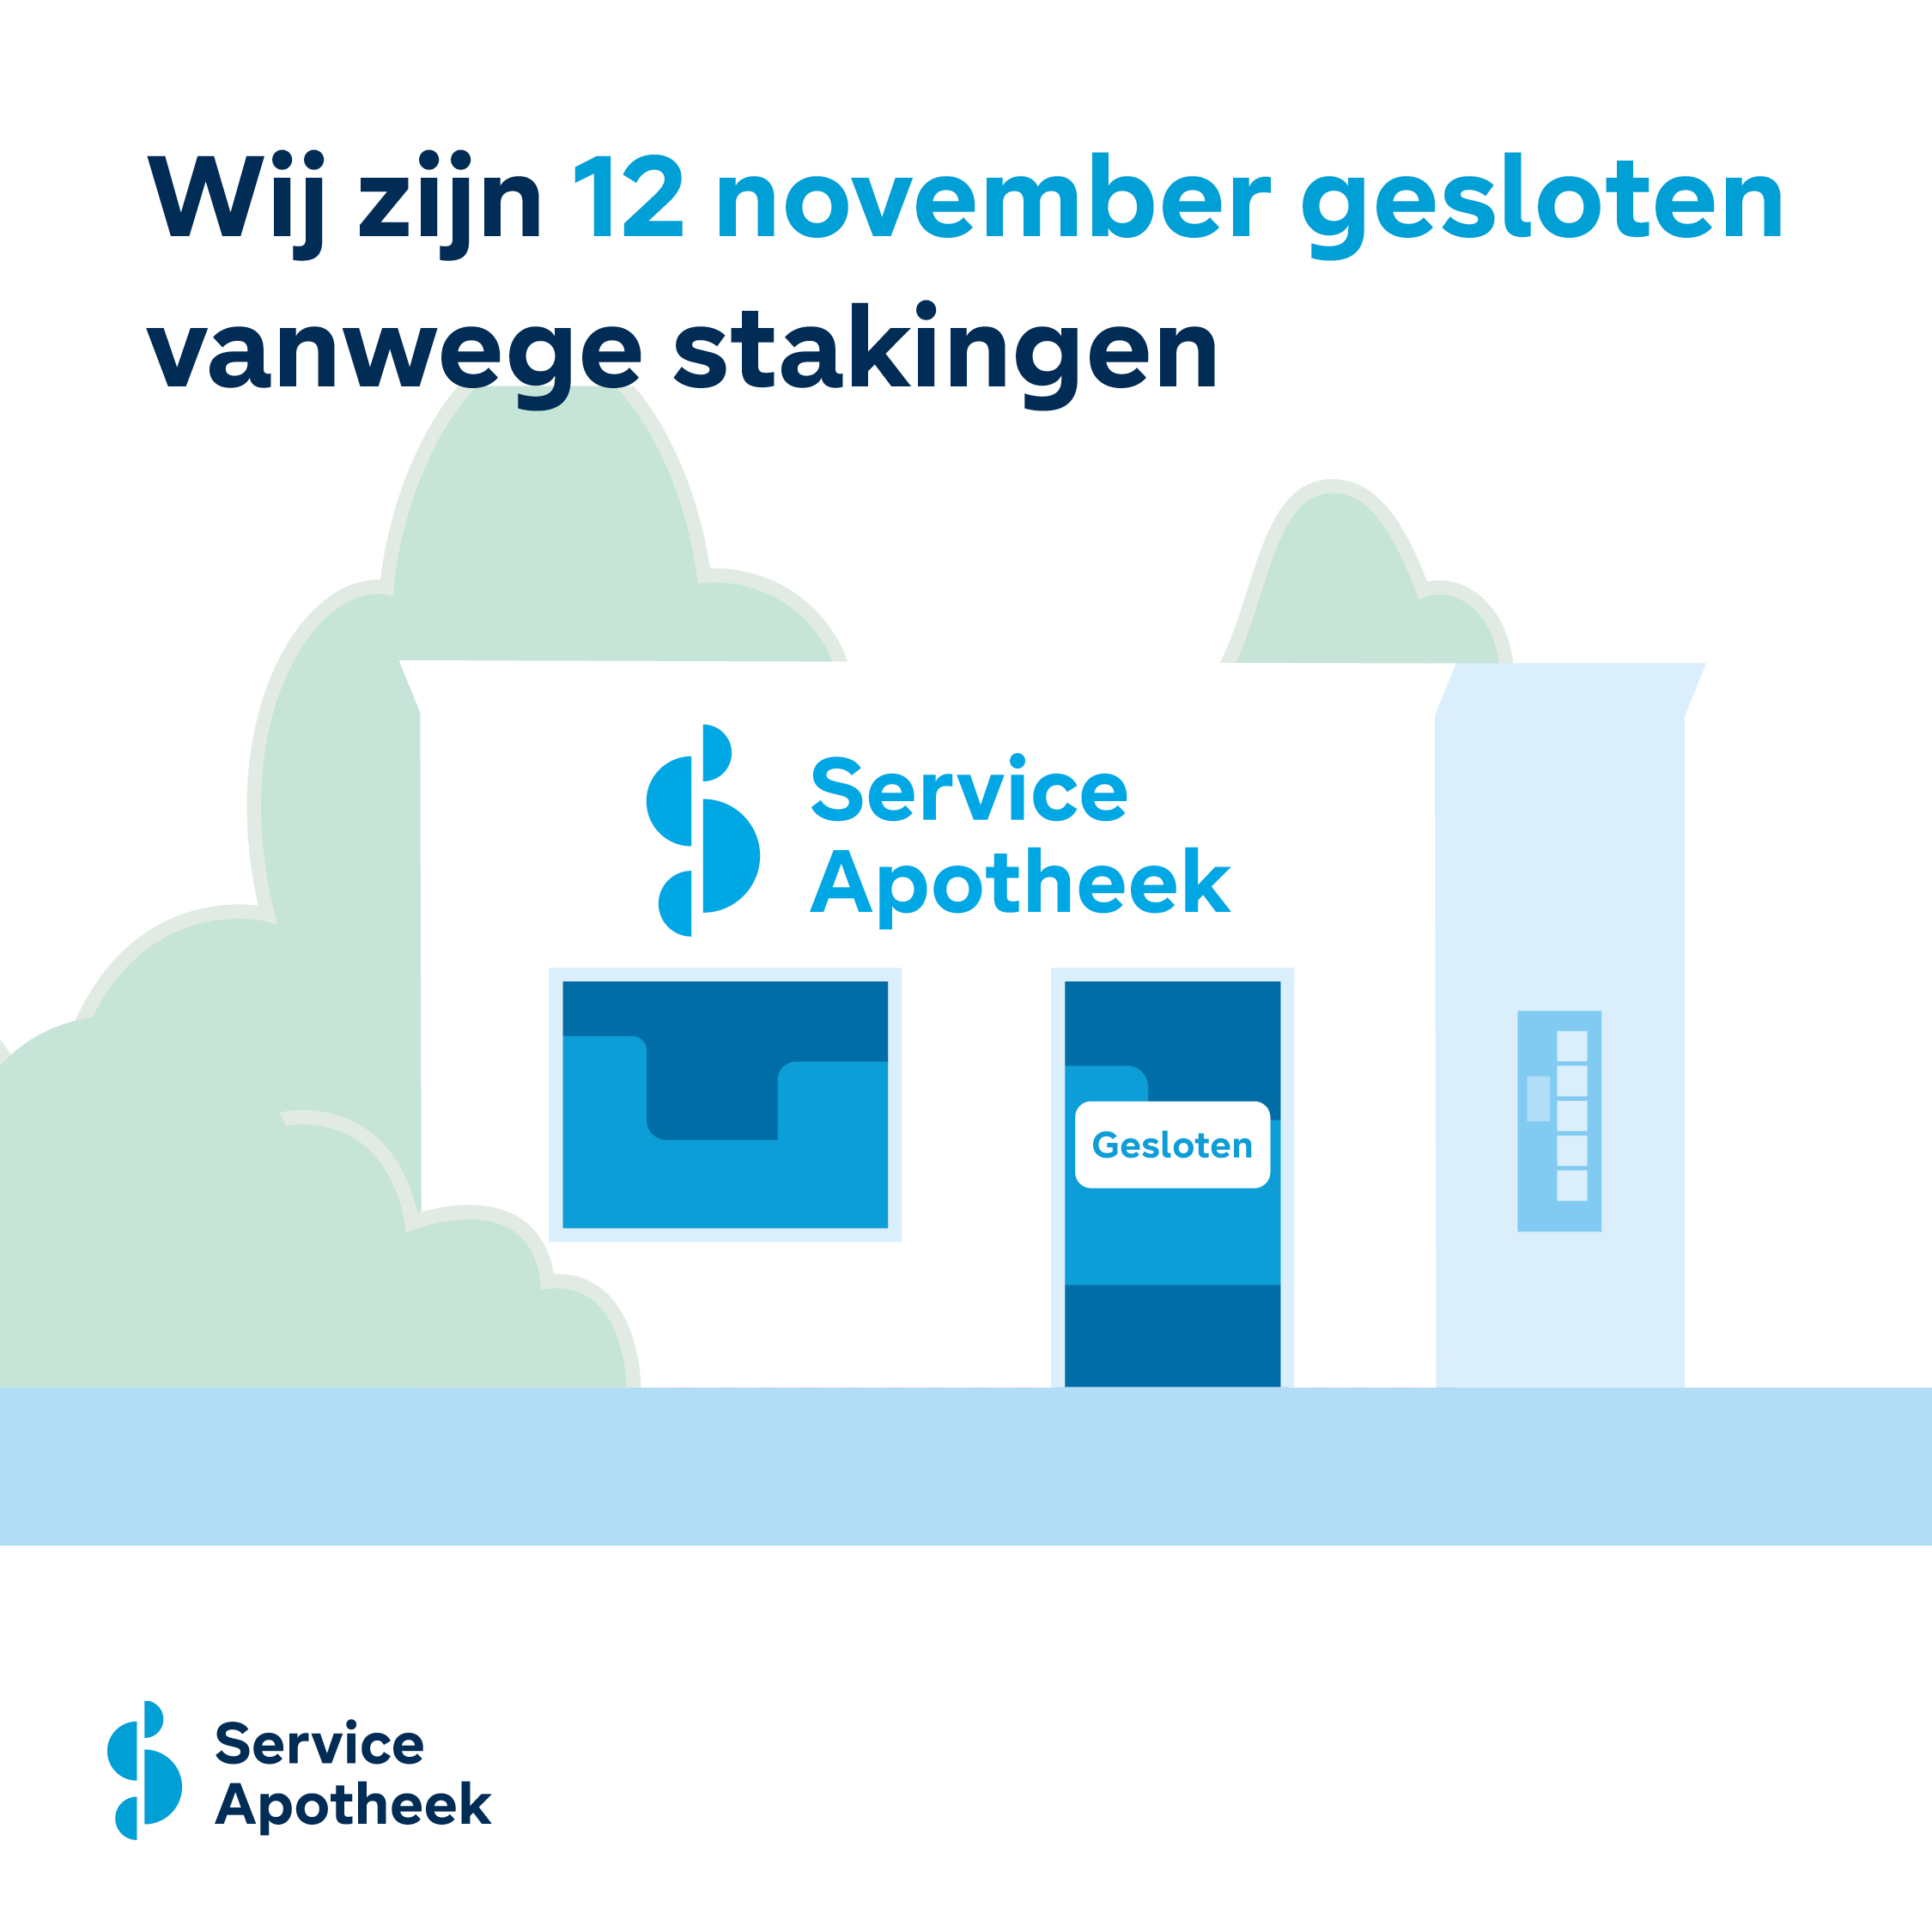 Wij zijn 12 november gesloten
vanwege stakingen
Service
Apotheek
Gesloten
Service
Apotheek